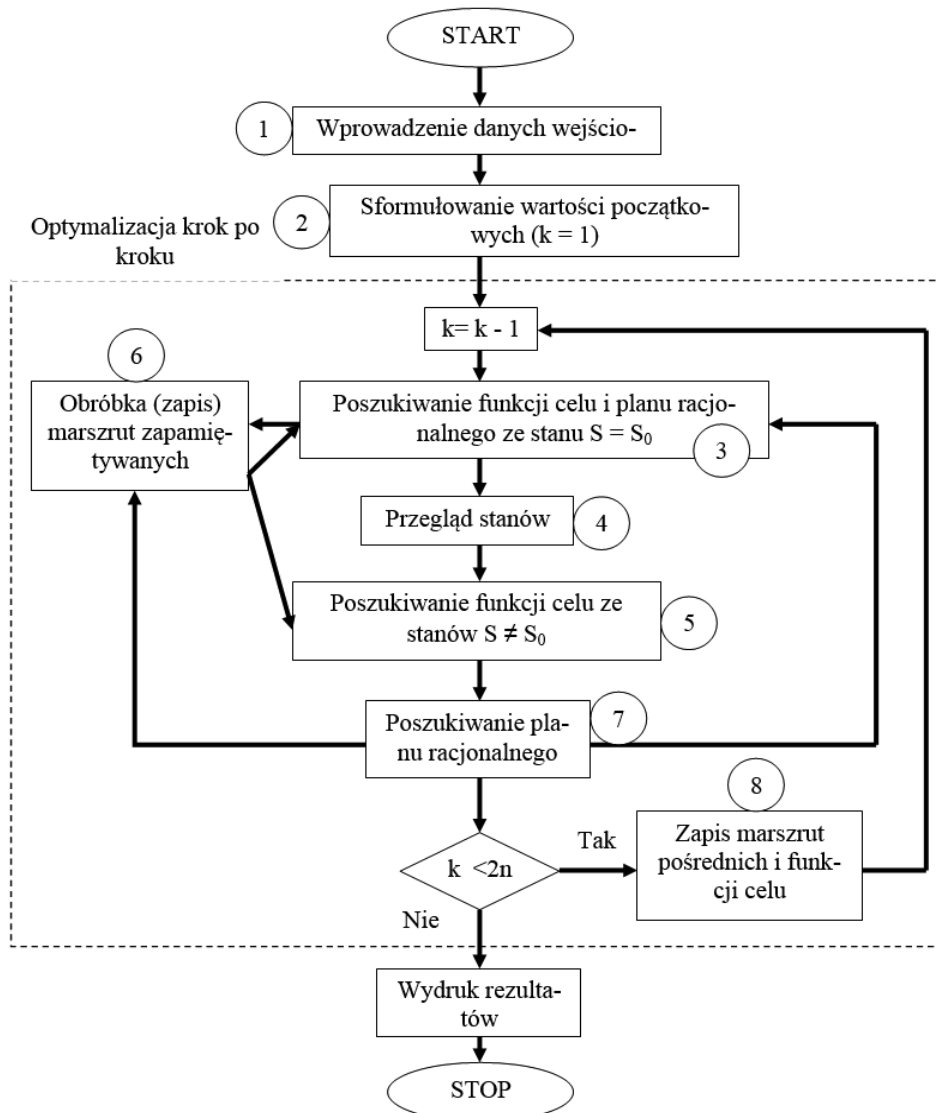 START
1
Wprowadzenie danych wejścio-
2
Sformułowanie wartości początko-
wych (k = 1)
Optymalizacja krok po
kroku
k= k - 1
6
Obróbka (zapis)
marszrut zapamię-
tywanych
Poszukiwanie funkcji celu i planu racjo-
nalnego ze stanu S = S₀
3
Przegląd stanów
4
Poszukiwanie funkcji celu ze
stanów S ≠ S₀
5
Poszukiwanie pla-
nu racjonalnego
7
8
k <2n
Tak
Zapis marszrut
pośrednich i funk-
cji celu
Nie
Wydruk rezulta-
tów
STOP